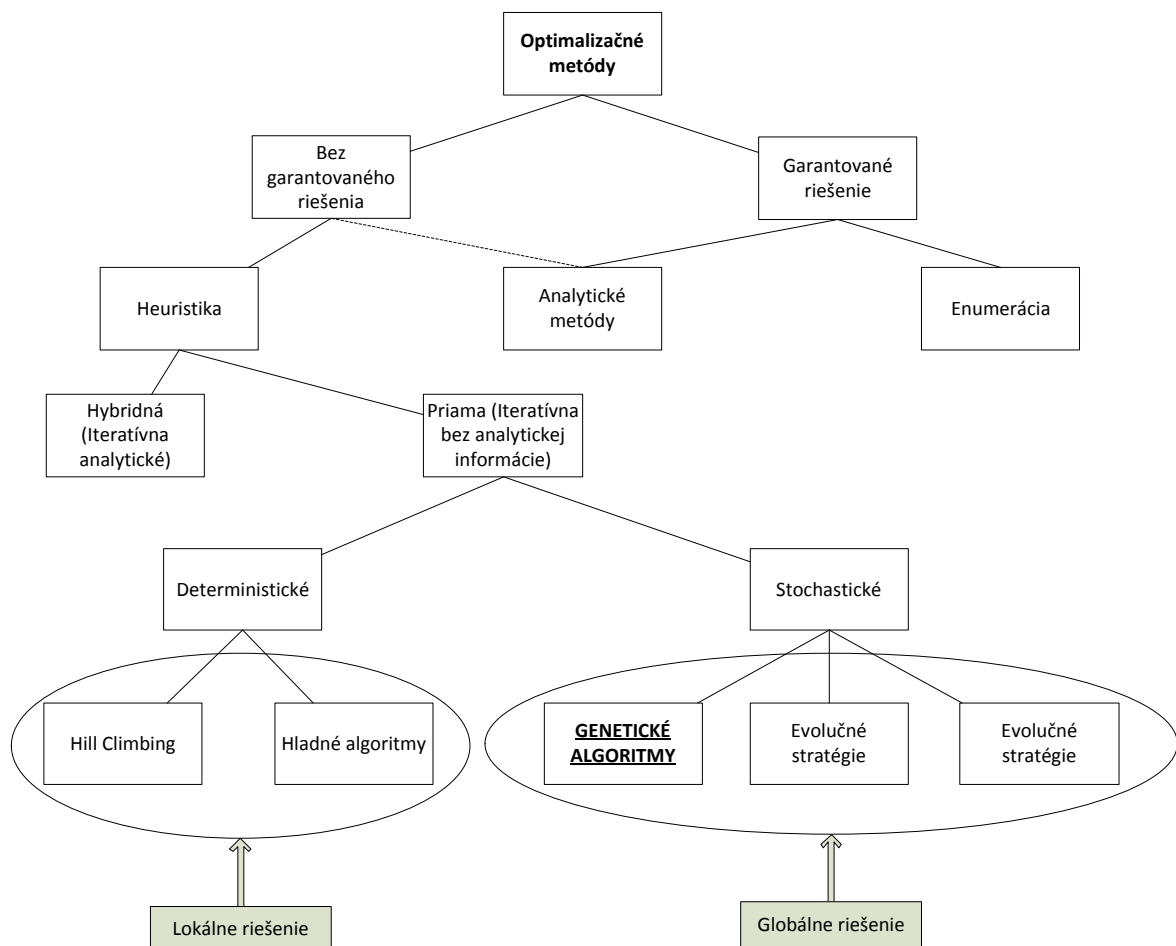 Optimalizačné
metódy
Bez
garantovaného
riešenia
Garantované
riešenie
Heuristika
Analytické
metódy
Enumerácia
Hybridná
(Iteratívna
analytické)
Priama (Iteratívna
bez analytickej
informácie)
Deterministické
Stochastické
Hill Climbing
Hladné algoritmy
GENETICKÉ
ALGORITMY
Evolučné
stratégie
Evolučné
stratégie
Lokálne riešenie
Globálne riešenie